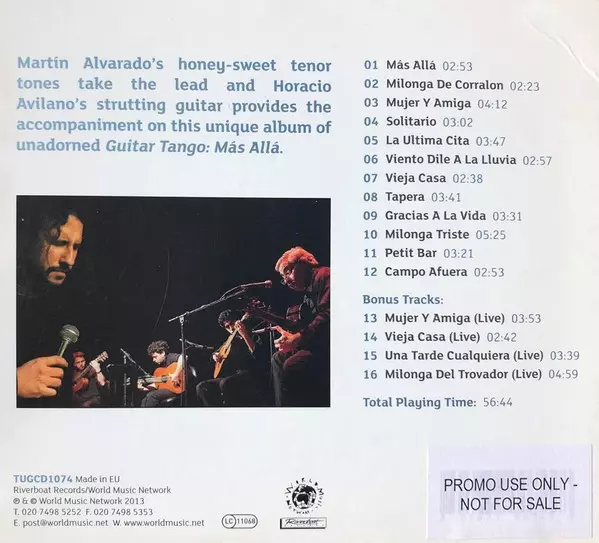 Martín Alvarado's honey-sweet tenor
tones take the lead and Horacio
Avilano's strutting guitar provides the
accompaniment on this unique album of
unadorned Guitar Tango: Más Allá.
01 Más Allá 02:53
02 Milonga De Corralon 02:23
03 Mujer Y Amiga 04:12
04 Solitario 03:02
05 La Ultima Cita 03:47
06 Viento Dile A La Lluvia 02:57
07 Vieja Casa 02:38
08 Tapera 03:41
09 Gracias A La Vida 03:31
10 Milonga Triste 05:25
11 Petit Bar 03:21
12 Campo Afuera 02:53
Bonus Tracks:
13 Mujer Y Amiga (Live) 03:53
14 Vieja Casa (Live) 02:42
15 Una Tarde Cualquiera (Live) 03:39
16 Milonga Del Trovador (Live) 04:59
Total Playing Time: 56:44
TUGCD1074 Made in EU
Riverboat Records/World Music Network
℗ & © World Music Network 2013
T. 020 7498 5252 F. 020 7498 5353
E. post@worldmusic.net W. www.worldmusic.net
LC 11068
PROMO USE ONLY -
NOT FOR SALE